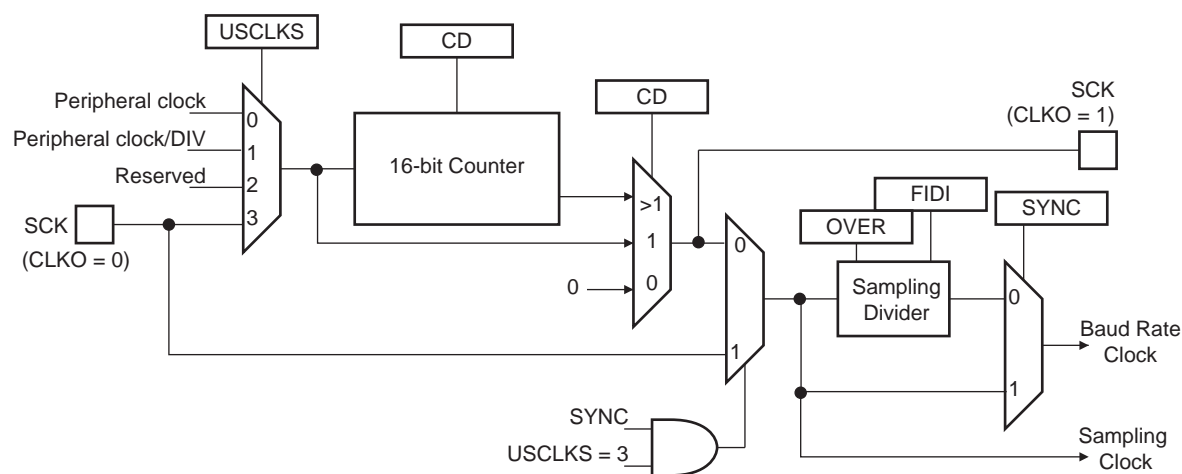 USCLKS
CD
Peripheral clock
0
Peripheral clock/DIV
1
Reserved
2
3
SCK
(CLKO = 0)
16-bit Counter
CD
>1
1
0
0
SCK
(CLKO = 1)
0
1
SYNC
USCLKS = 3
OVER
FIDI
Sampling
Divider
SYNC
0
1
Baud Rate
Clock
Sampling
Clock